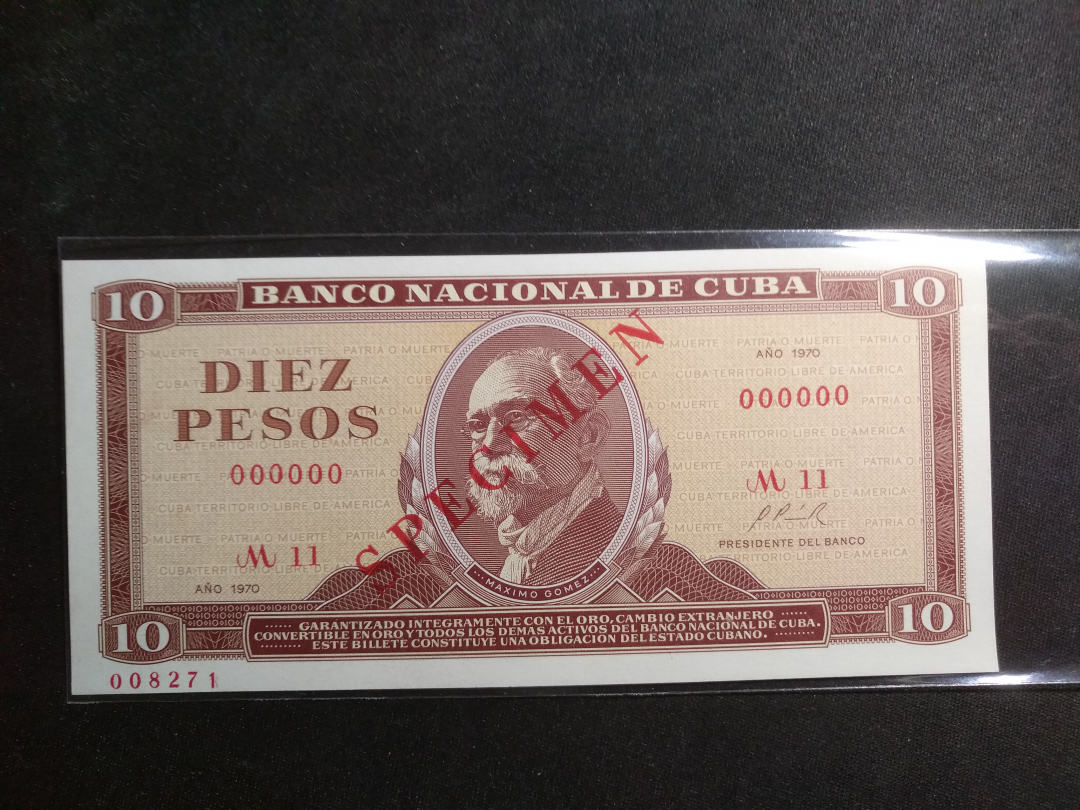 10 BANCO NACIONAL DE CUBA 10
PATRIA O MUERTE
CUBA TERRITORIO LIBRE DE AMERICA
AÑO 1970
DIEZ
PESOS
000000
000000
SPECIMEN
M 11
M 11
PRESIDENTE DEL BANCO
AÑO 1970
···MAXIMO GOMEZ···
10 10
······ GARANTIZADO INTEGRAMENTE CON EL ORO, CAMBIO EXTRANJERO ······
CONVERTIBLE EN ORO Y TODOS LOS DEMAS ACTIVOS DEL BANCO NACIONAL DE CUBA.
········· ESTE BILLETE CONSTITUYE UNA OBLIGACION DEL ESTADO CUBANO. ·········
008271